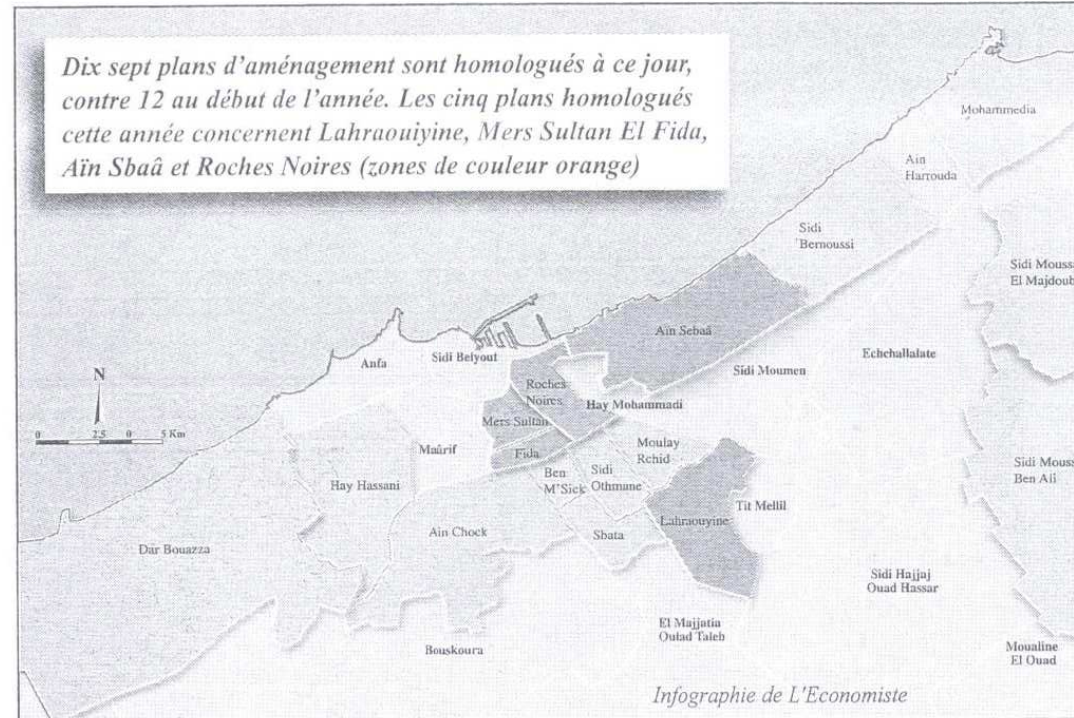 Dix sept plans d'aménagement sont homologués à ce jour,
contre 12 au début de l'année. Les cinq plans homologués
cette année concernent Lahraouiyine, Mers Sultan El Fida,
Aïn Sbaâ et Roches Noires (zones de couleur orange)
Mohammedia
Ain
Harrouda
Sidi
Bernoussi
Sidi Mouss
El Majdoub
Aïn Sebaâ
Echchallalate
Anfa
Sidi Belyout
Sidi Moumen
N
Roches
Noires
Hay Mohammadi
0 2.5 0 5 Km
Mers Sultan
Maârif
Fida
Moulay
Rchid
Ben
M'Sick
Sidi
Othmane
Sidi Mouss
Ben Ali
Hay Hassani
Tit Mellil
Lahraouyine
Ain Chock
Sbata
Dar Bouazza
Sidi Hajjaj
Ouad Hassar
El Majjatia
Oulad Taleb
Bouskoura
Moualine
El Ouad
Infographie de L'Economiste